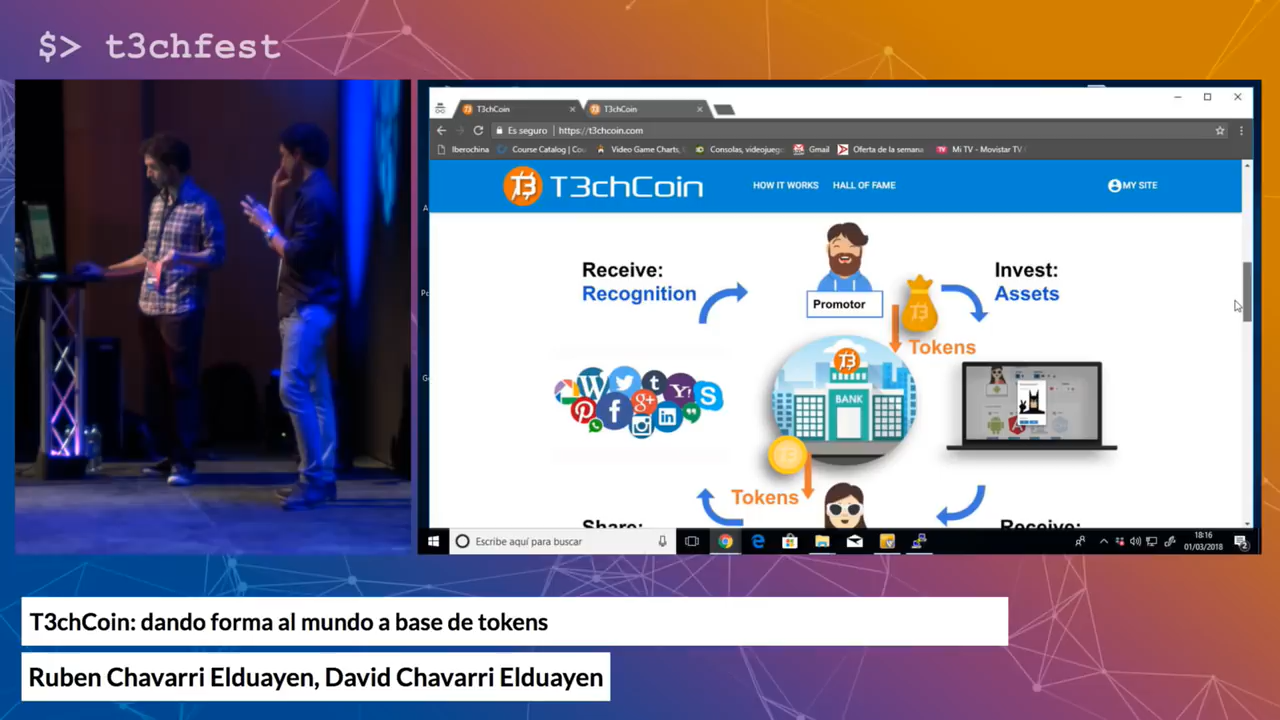 $> t3chfest
T3chCoin
T3chCoin
Es seguro
https://t3chcoin.com
Iberochina
Course Catalog | Co
Video Game Charts,
Consolas, videojueg
Gmail
Oferta de la semana
Mi TV - Movistar TV
T3chCoin
HOW IT WORKS
HALL OF FAME
MY SITE
Receive:
Recognition
Promotor
Invest:
Assets
Tokens
BANK
Tokens
Share:
Receive:
Escribe aquí para buscar
18:16
01/03/2018
T3chCoin: dando forma al mundo a base de tokens
Ruben Chavarri Elduayen, David Chavarri Elduayen